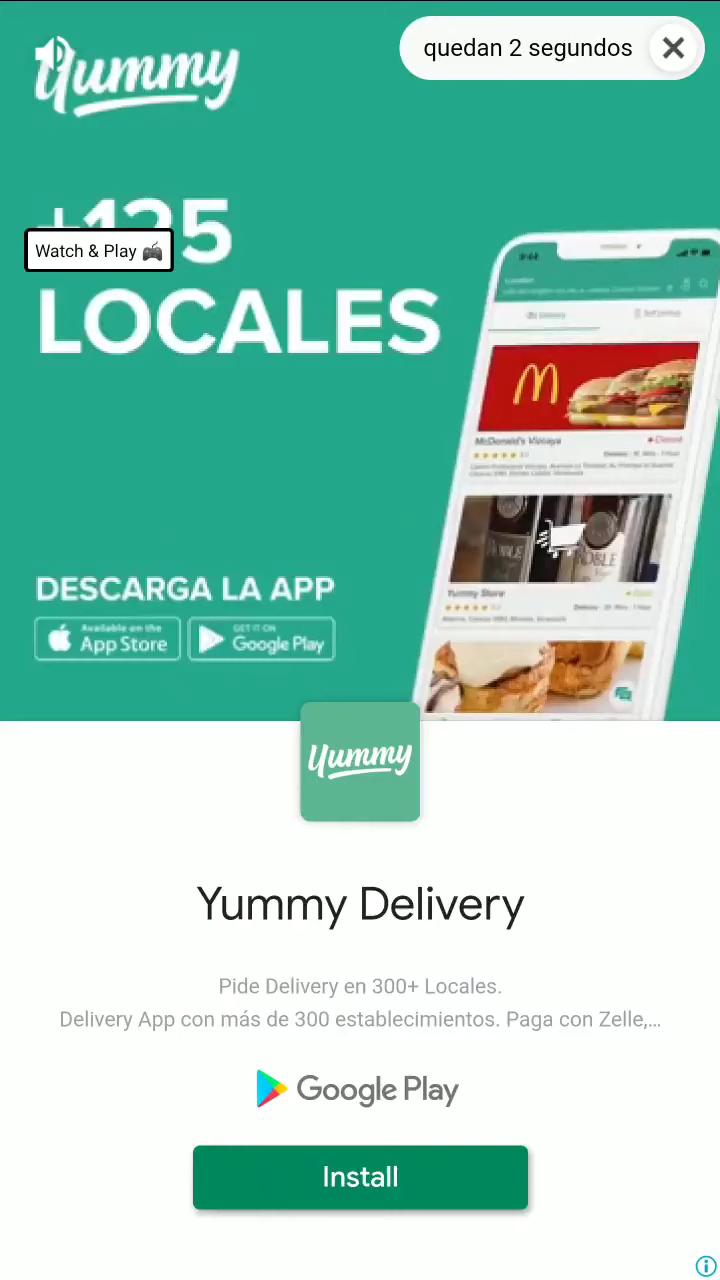 Yummy
quedan 2 segundos
+125
Watch & Play
LOCALES
McDonald's Vizcaya
Closed
Yummy Store
DESCARGA LA APP
Available on the
App Store
GET IT ON
Google Play
Yummy
Yummy Delivery
Pide Delivery en 300+ Locales.
Delivery App con más de 300 establecimientos. Paga con Zelle,...
Google Play
Install